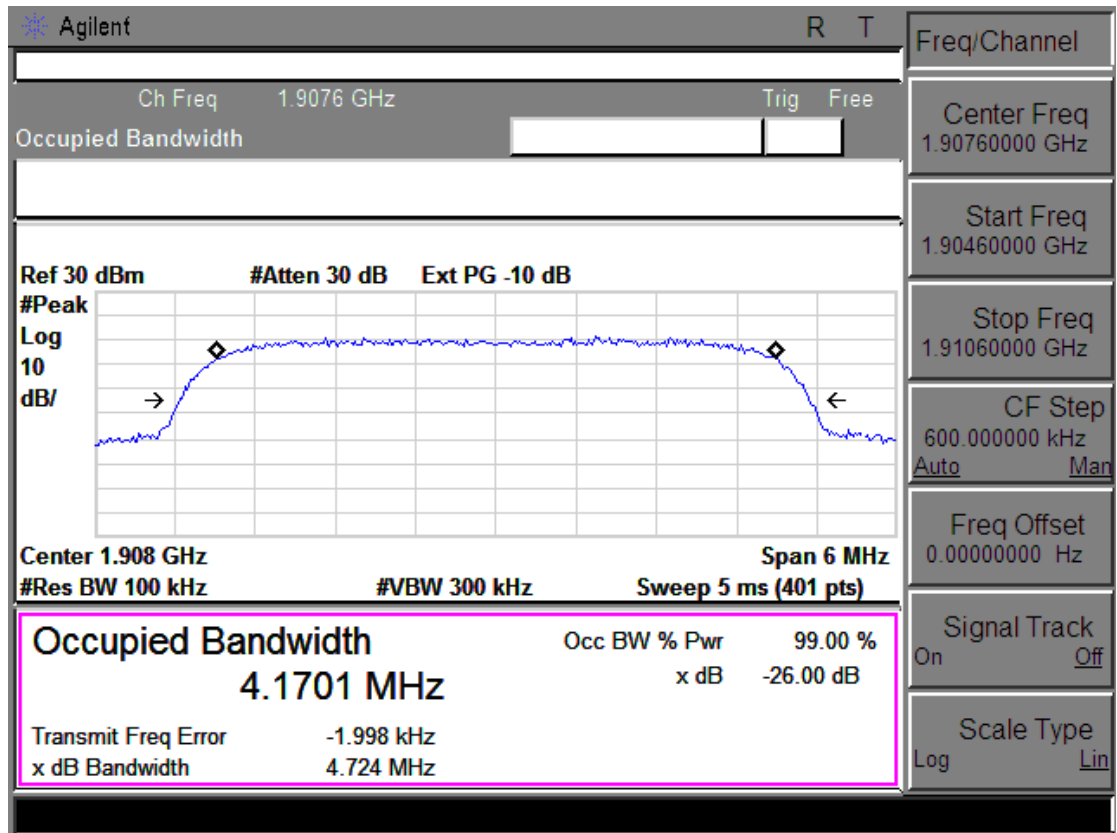 Agilent R T
Ch Freq 1.9076 GHz Trig Free
Occupied Bandwidth
Ref 30 dBm #Atten 30 dB Ext PG -10 dB
#Peak
Log
10
dB/
Center 1.908 GHz Span 6 MHz
#Res BW 100 kHz #VBW 300 kHz Sweep 5 ms (401 pts)
Occupied Bandwidth
4.1701 MHz
Occ BW % Pwr 99.00 %
x dB -26.00 dB
Transmit Freq Error -1.998 kHz
x dB Bandwidth 4.724 MHz
Freq/Channel
Center Freq
1.90760000 GHz
Start Freq
1.90460000 GHz
Stop Freq
1.91060000 GHz
CF Step
600.000000 kHz
Auto Man
Freq Offset
0.00000000 Hz
Signal Track
On Off
Scale Type
Log Lin